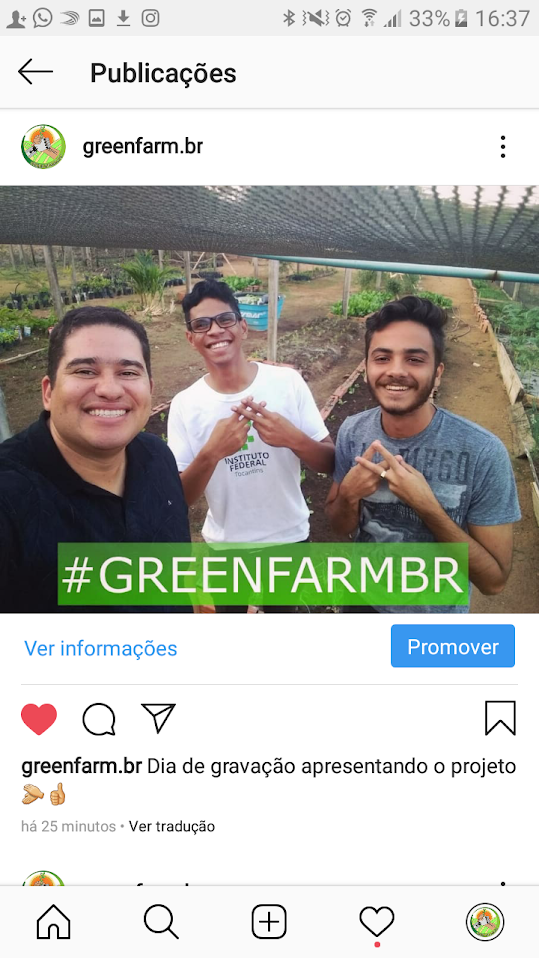 33% 16:37
Publicações
greenfarm.br
INSTITUTO
FEDERAL
Tocantins
#GREENFARMBR
Ver informações
Promover
greenfarm.br Dia de gravação apresentando o projeto
👏👍
há 25 minutos • Ver tradução